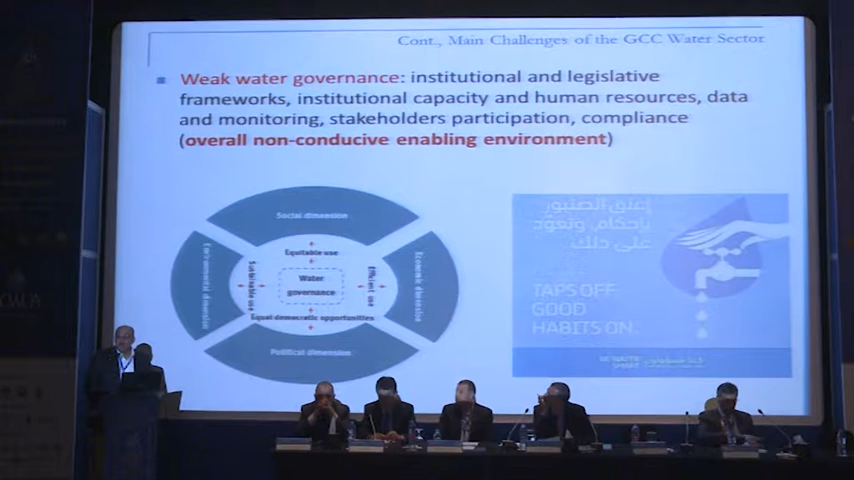 Cont., Main Challenges of the GCC Water Sector
Weak water governance: institutional and legislative
frameworks, institutional capacity and human resources, data
and monitoring, stakeholders participation, compliance
(overall non-conducive enabling environment)
Social dimension
Equitable use
Environmental dimension
Sustainable use
Water
governance
Efficient use
Economic dimension
Equal democratic opportunities
Political dimension
إغلق الصنبور
بإحكام، وتعوّد
على ذلك
TAPS OFF
GOOD
HABITS ON.